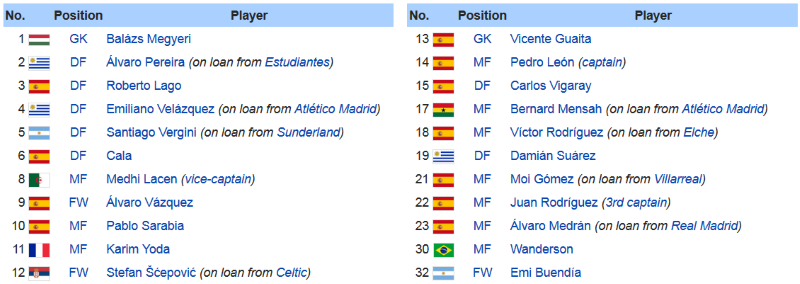 No. Position Player
1 GK Balázs Megyeri
2 DF Álvaro Pereira (on loan from Estudiantes)
3 DF Roberto Lago
4 DF Emiliano Velázquez (on loan from Atlético Madrid)
5 DF Santiago Vergini (on loan from Sunderland)
6 DF Cala
8 MF Medhi Lacen (vice-captain)
9 FW Álvaro Vázquez
10 MF Pablo Sarabia
11 MF Karim Yoda
12 FW Stefan Šćepović (on loan from Celtic)
No. Position Player
13 GK Vicente Guaita
14 MF Pedro León (captain)
15 DF Carlos Vigaray
17 MF Bernard Mensah (on loan from Atlético Madrid)
18 MF Víctor Rodríguez (on loan from Elche)
19 DF Damián Suárez
21 MF Moi Gómez (on loan from Villarreal)
22 MF Juan Rodríguez (3rd captain)
23 MF Álvaro Medrán (on loan from Real Madrid)
30 MF Wanderson
32 FW Emi Buendía